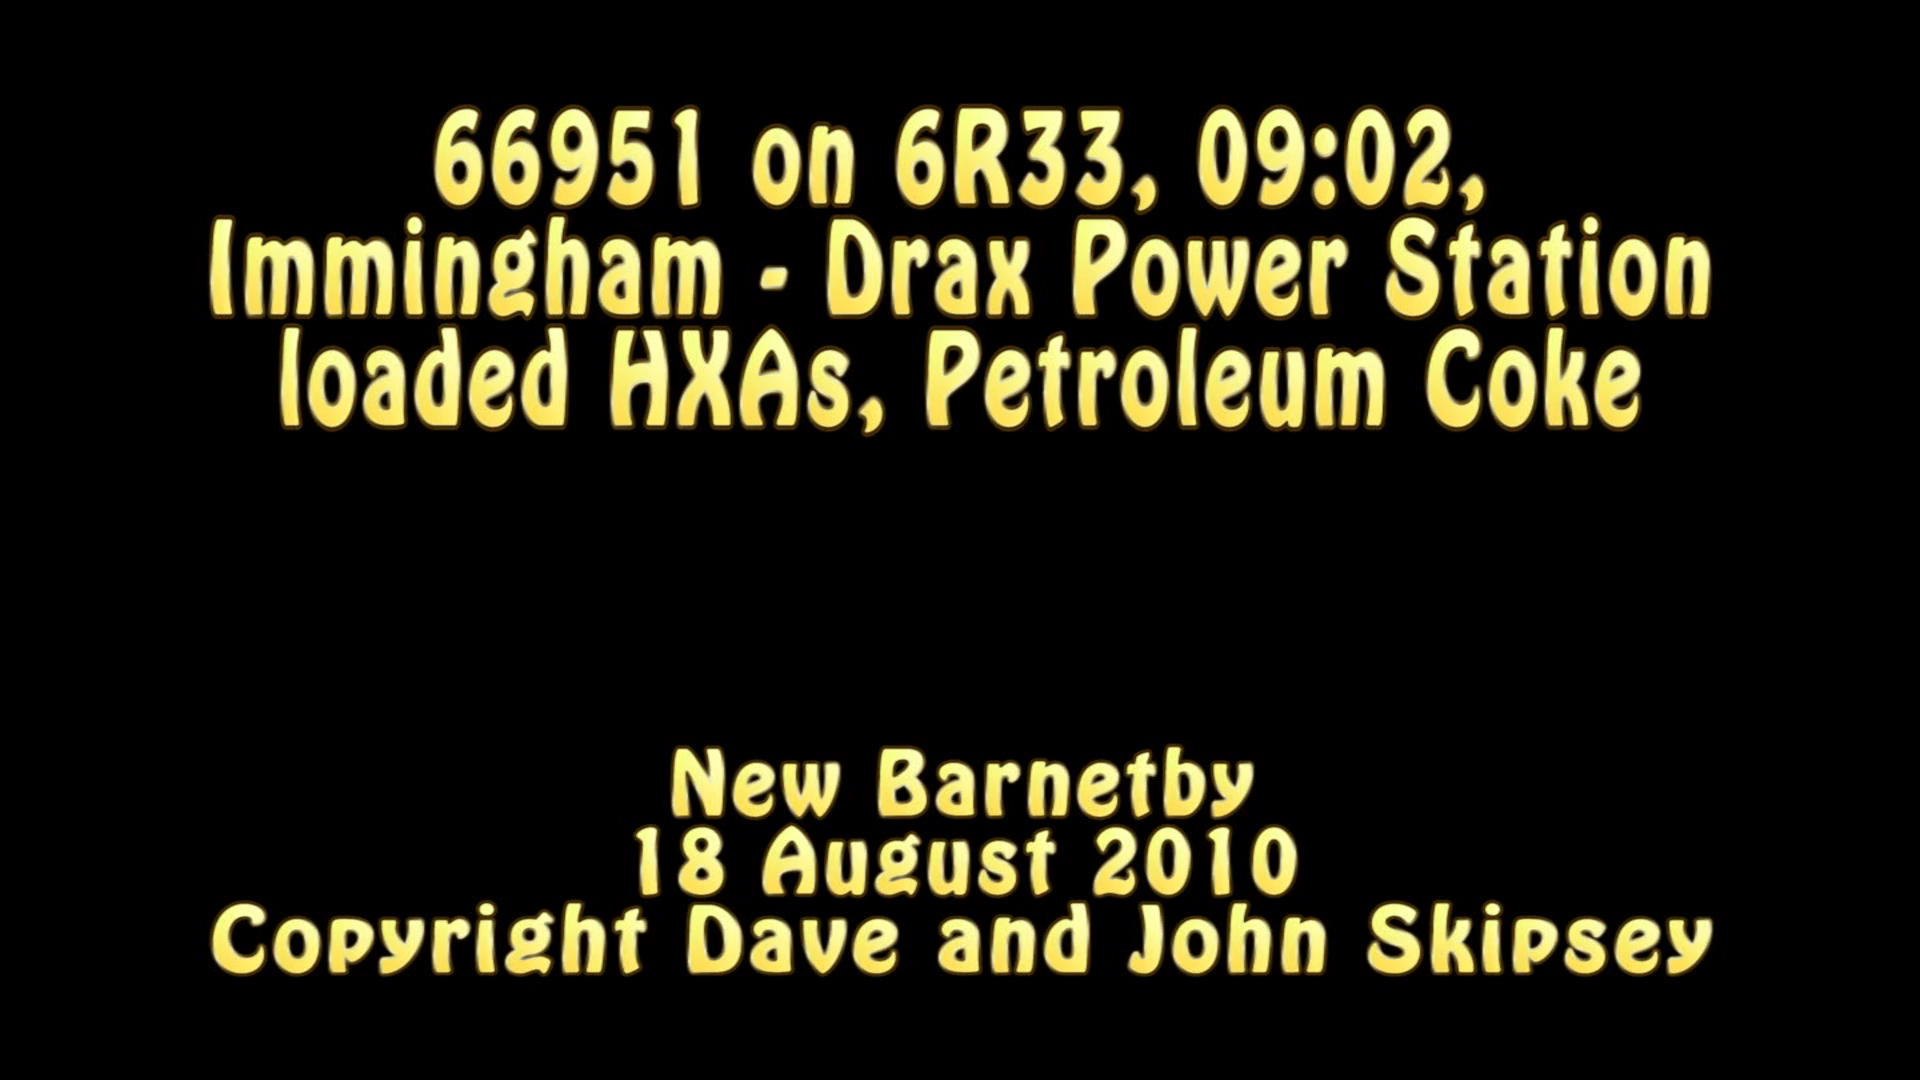 66951 on 6R33, 09:02,
Immingham - Drax Power Station
loaded HXAs, Petroleum Coke
New Barnetby
18 August 2010
Copyright Dave and John Skipsey